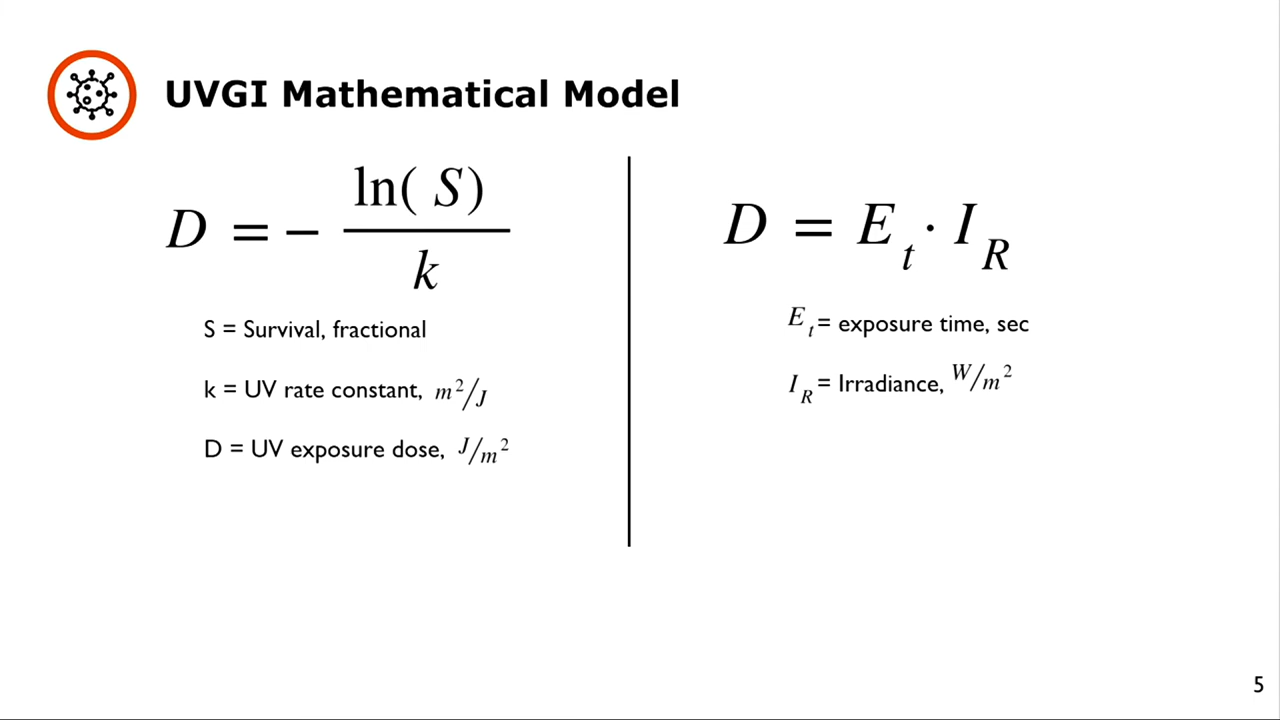 UVGI Mathematical Model
D = - ln( S) / k
S = Survival, fractional
k = UV rate constant, m²/J
D = UV exposure dose, J/m²
D = E_t · I_R
E_t = exposure time, sec
I_R = Irradiance, W/m²
5